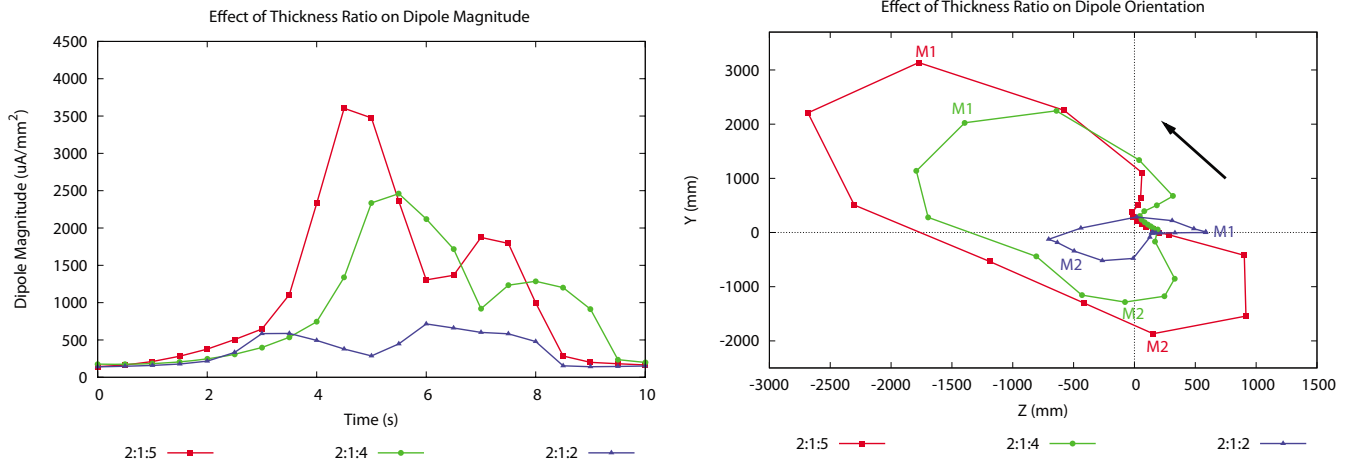 Effect of Thickness Ratio on Dipole Magnitude
4500
4000
3500
3000
2500
2000
1500
1000
500
0
Dipole Magnitude (uA/mm²)
0 2 4 6 8 10
Time (s)
2:1:5 2:1:4 2:1:2
Effect of Thickness Ratio on Dipole Orientation
3000
2000
1000
0
-1000
-2000
Y (mm)
M1
M1
M1
M2
M2
M2
-3000 -2500 -2000 -1500 -1000 -500 0 500 1000 1500
Z (mm)
2:1:5 2:1:4 2:1:2